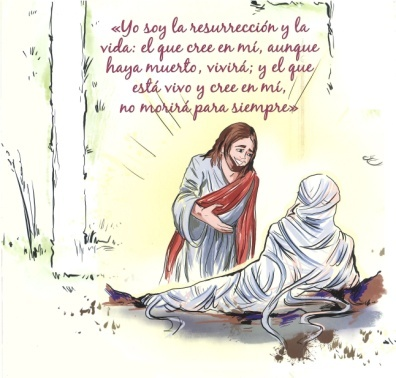 «Yo soy la resurrección y la
vida: el que cree en mí, aunque
haya muerto, vivirá; y el que
está vivo y cree en mí,
no morirá para siempre»